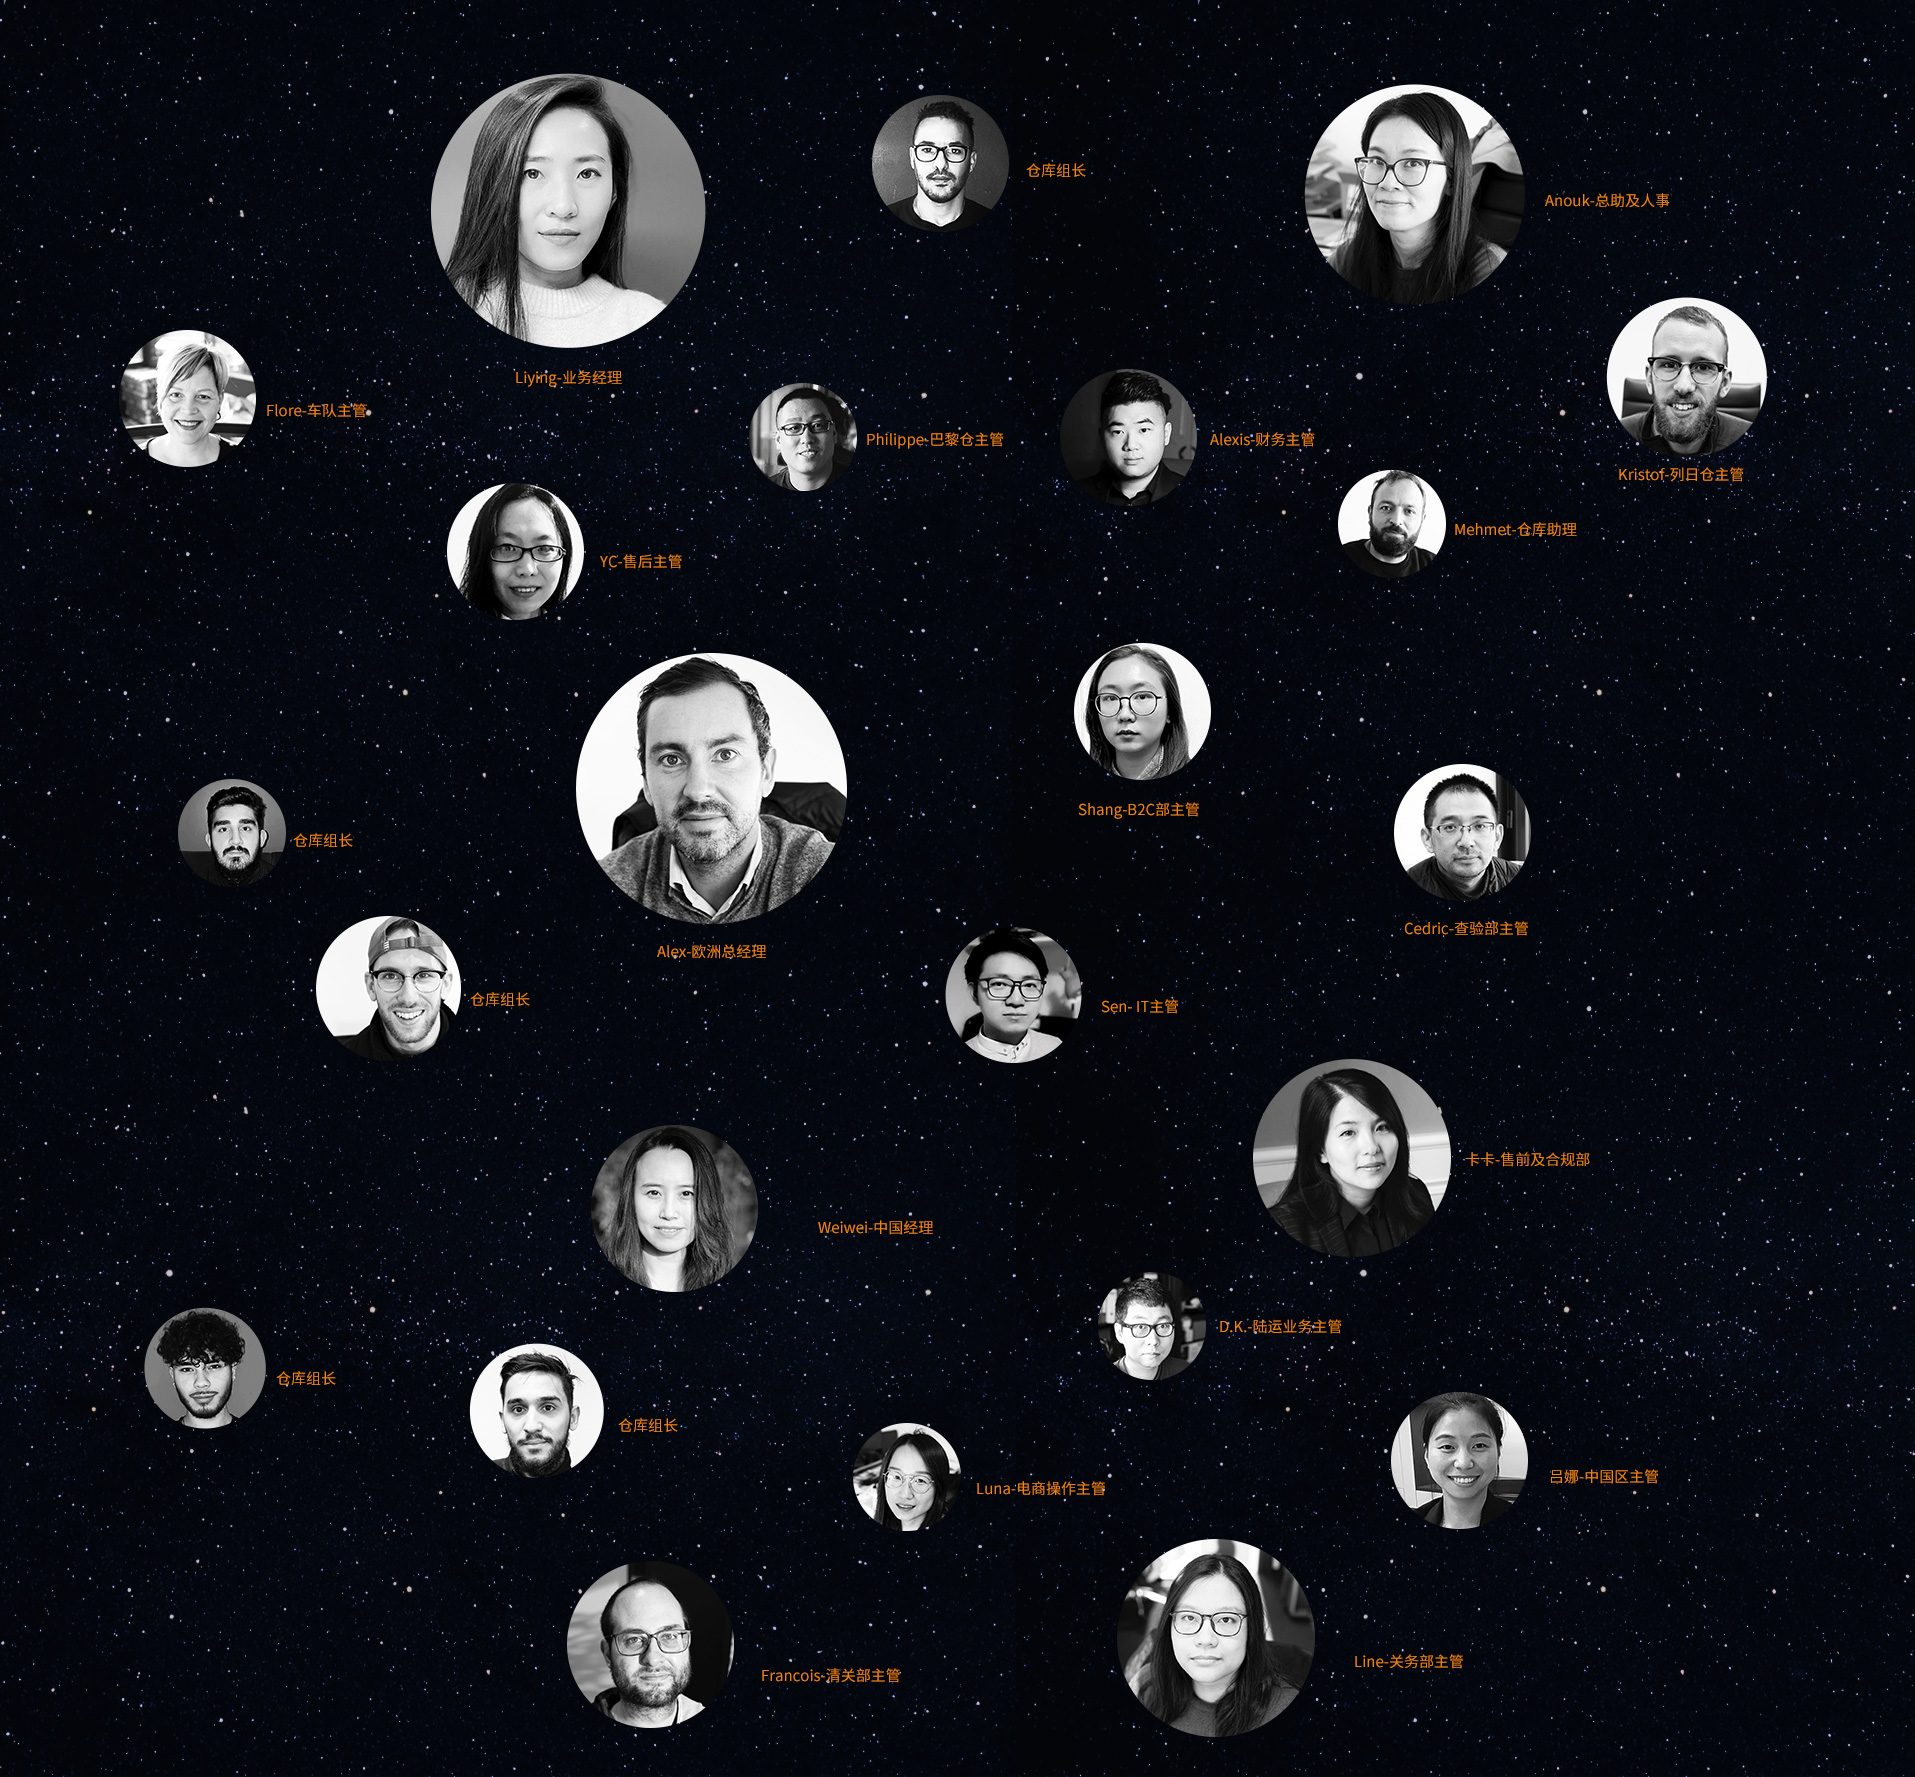 仓库组长
Anouk-总助及人事
Liying-业务经理
Flore-车队主管
Philippe-巴黎仓主管
Alexis-财务主管
Kristof-列日仓主管
Mehmet-仓库助理
YC-售后主管
Shang-B2C部主管
仓库组长
Cedric-查验部主管
Alex-欧洲总经理
仓库组长
Sen- IT主管
卡卡-售前及合规部
Weiwei-中国经理
D.K.-陆运业务主管
仓库组长
仓库组长
吕娜-中国区主管
Luna-电商操作主管
Line-关务部主管
Francois-清关部主管